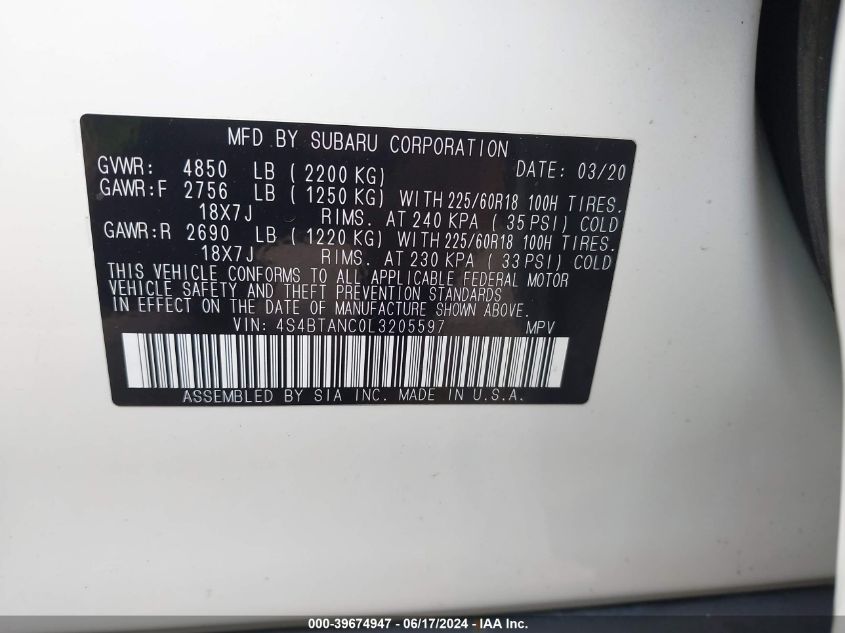 MFD.BY SUBARU CORPORATION
GVWR: 4850 LB ( 2200 KG) DATE: 03/20
GAWR:F 2756 LB ( 1250 KG) WITH 225/60R18 100H TIRES.
18X7J RIMS. AT 240 KPA ( 35 PSI) COLD
GAWR:R 2690 LB ( 1220 KG) WITH 225/60R18 100H TIRES.
18X7J RIMS. AT 230 KPA ( 33 PSI) COLD
THIS VEHICLE CONFORMS TO ALL APPLICABLE FEDERAL MOTOR
VEHICLE SAFETY AND THEFT PREVENTION STANDARDS
IN EFFECT ON THE DATE OF MANUFACTURE SHOWN ABOVE.
VIN: 4S4BTANC0L3205597 MPV
ASSEMBLED BY SIA INC. MADE IN U.S.A.
000-39674947 - 06/17/2024 - IAA Inc.